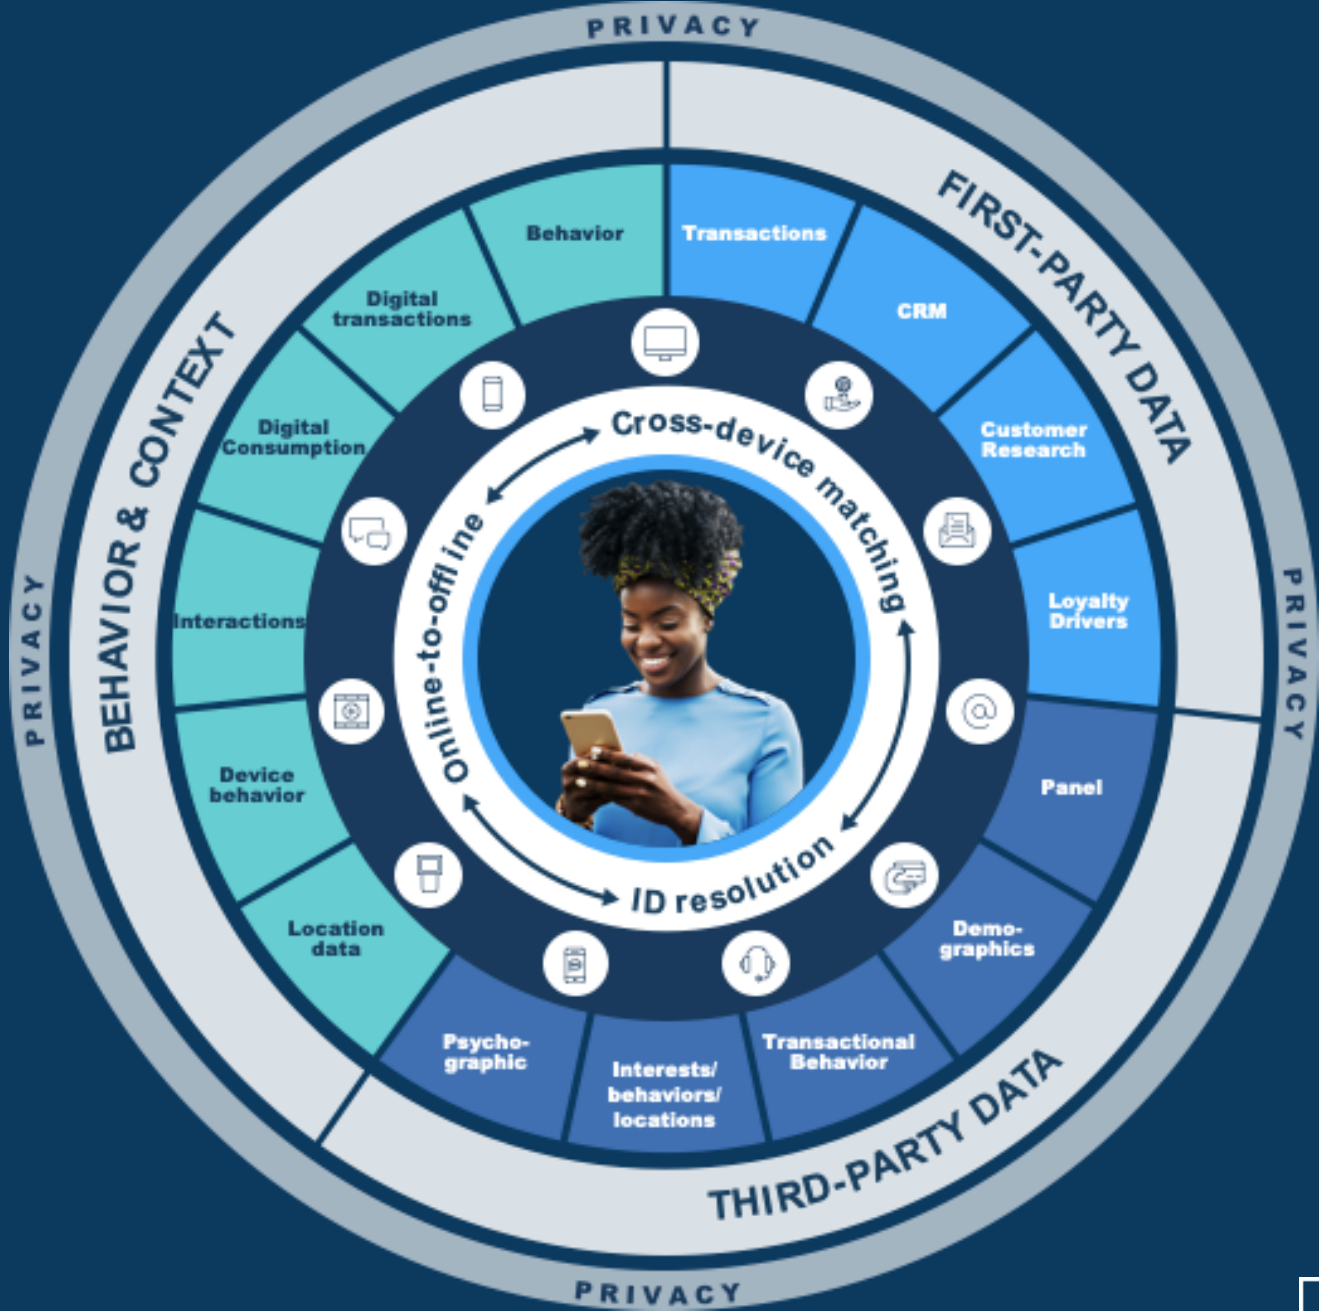 PRIVACY
FIRST-PARTY DATA
BEHAVIOR & CONTEXT
THIRD-PARTY DATA
PRIVACY
PRIVACY
PRIVACY
Behavior
Transactions
Digital
transactions
CRM
Digital
Consumption
Customer
Research
Interactions
Loyalty
Drivers
Device
behavior
Panel
Location
data
Demo-
graphics
Psycho-
graphic
Interests/
behaviors/
locations
Transactional
Behavior
Cross-device matching
Online-to-offline
ID resolution
@